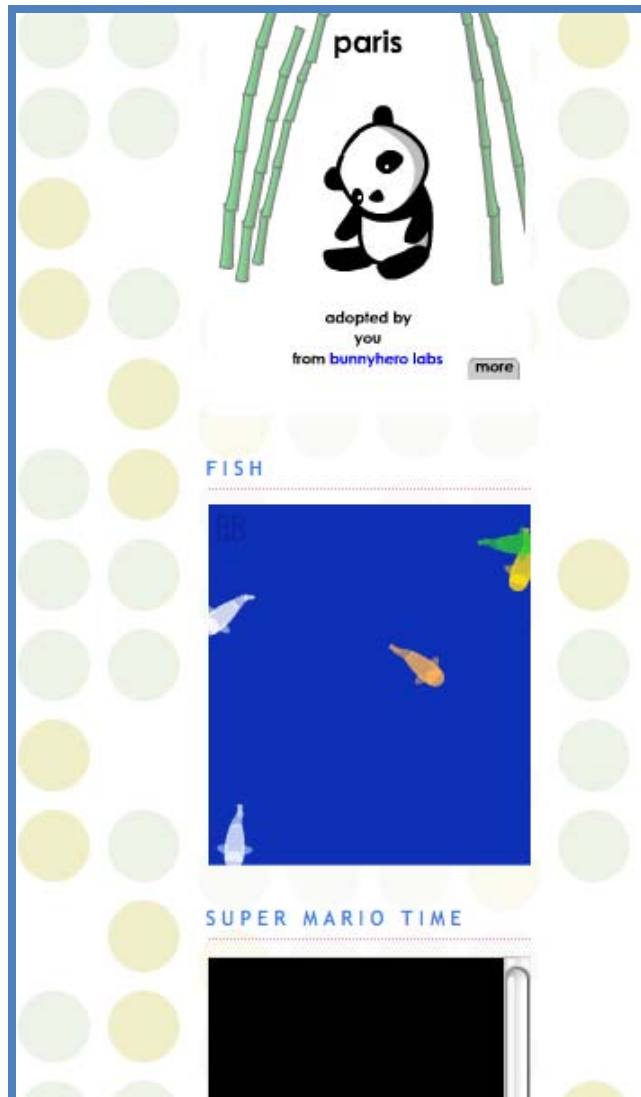 paris
adopted by
you
from bunnyhero labs
more
FISH
SUPER MARIO TIME